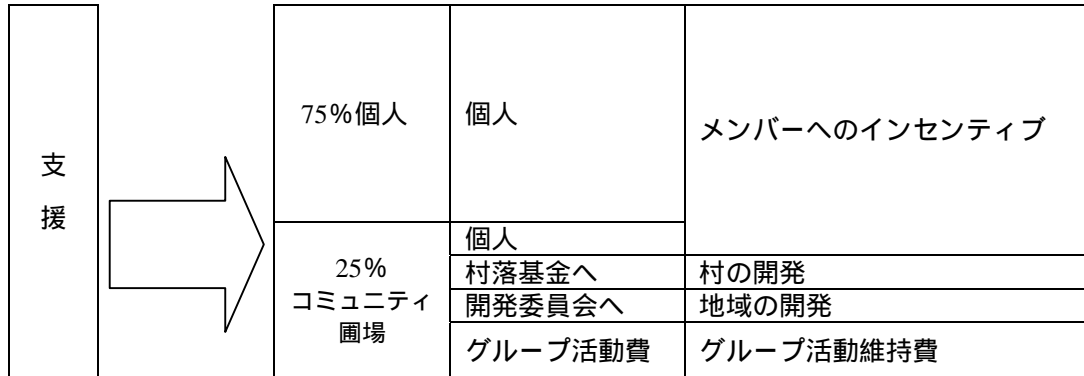 支
援
75%個人
個人
メンバーへのインセンティブ
25%
コミュニティ
圃場
個人
村落基金へ
村の開発
開発委員会へ
地域の開発
グループ活動費
グループ活動維持費